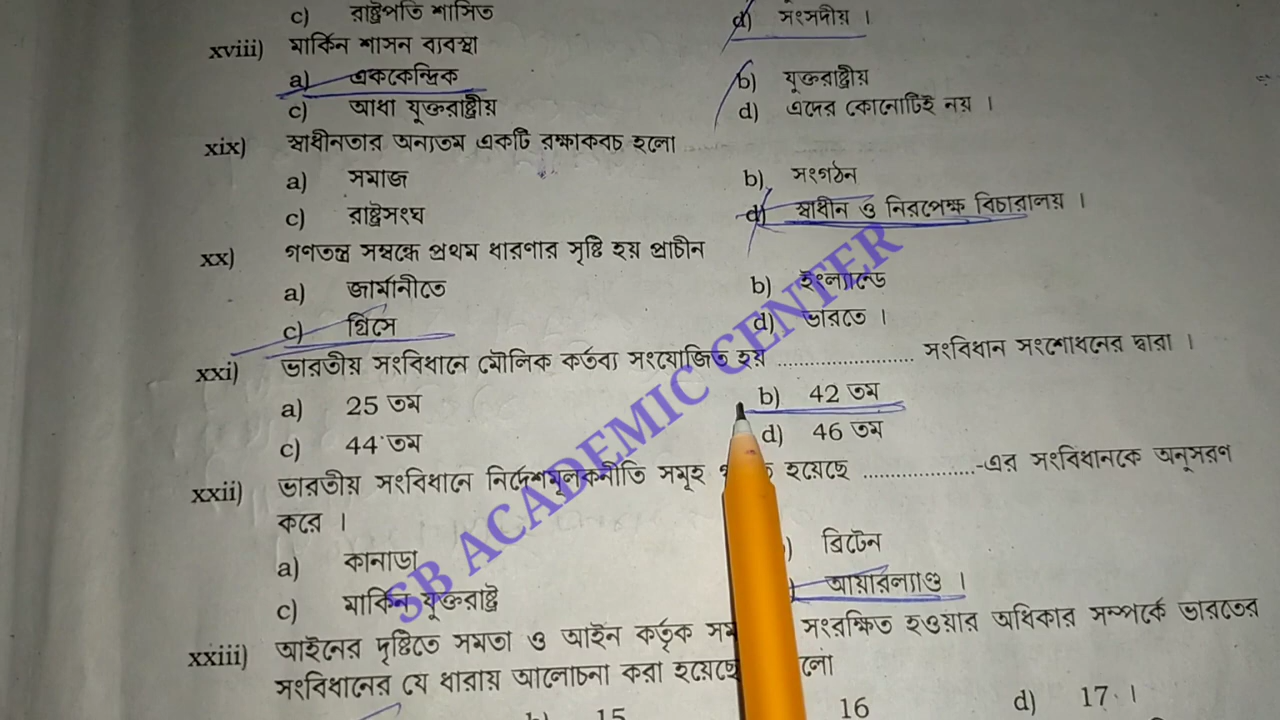 c) রাষ্ট্রপতি শাসিত d) সংসদীয় ।
xviii) মার্কিন শাসন ব্যবস্থা
a) এককেন্দ্রিক b) যুক্তরাষ্ট্রীয়
c) আধা যুক্তরাষ্ট্রীয় d) এদের কোনোটিই নয় ।
xix) স্বাধীনতার অন্যতম একটি রক্ষাকবচ হলো
a) সমাজ b) সংগঠন
c) রাষ্ট্রসংঘ d) স্বাধীন ও নিরপেক্ষ বিচারালয় ।
xx) গণতন্ত্র সম্বন্ধে প্রথম ধারণার সৃষ্টি হয় প্রাচীন
a) জার্মানীতে b) ইংল্যান্ডে
c) গ্রিসে d) ভারতে ।
xxi) ভারতীয় সংবিধানে মৌলিক কর্তব্য সংযোজিত হয় ...................... সংবিধান সংশোধনের দ্বারা ।
a) 25 তম b) 42 তম
c) 44 তম d) 46 তম
xxii) ভারতীয় সংবিধানে নির্দেশমূলকনীতি সমূহ হয়েছে ...................-এর সংবিধানকে অনুসরণ
করে ।
a) কানাডা ) ব্রিটেন
c) মার্কিন যুক্তরাষ্ট্র ) আয়ারল্যাণ্ড ।
xxiii) আইনের দৃষ্টিতে সমতা ও আইন কর্তৃক সংরক্ষিত হওয়ার অধিকার সম্পর্কে ভারতের
সংবিধানের যে ধারায় আলোচনা করা হয়েছে
b) 15 16 d) 17 ।
SB ACADEMIC CENTER